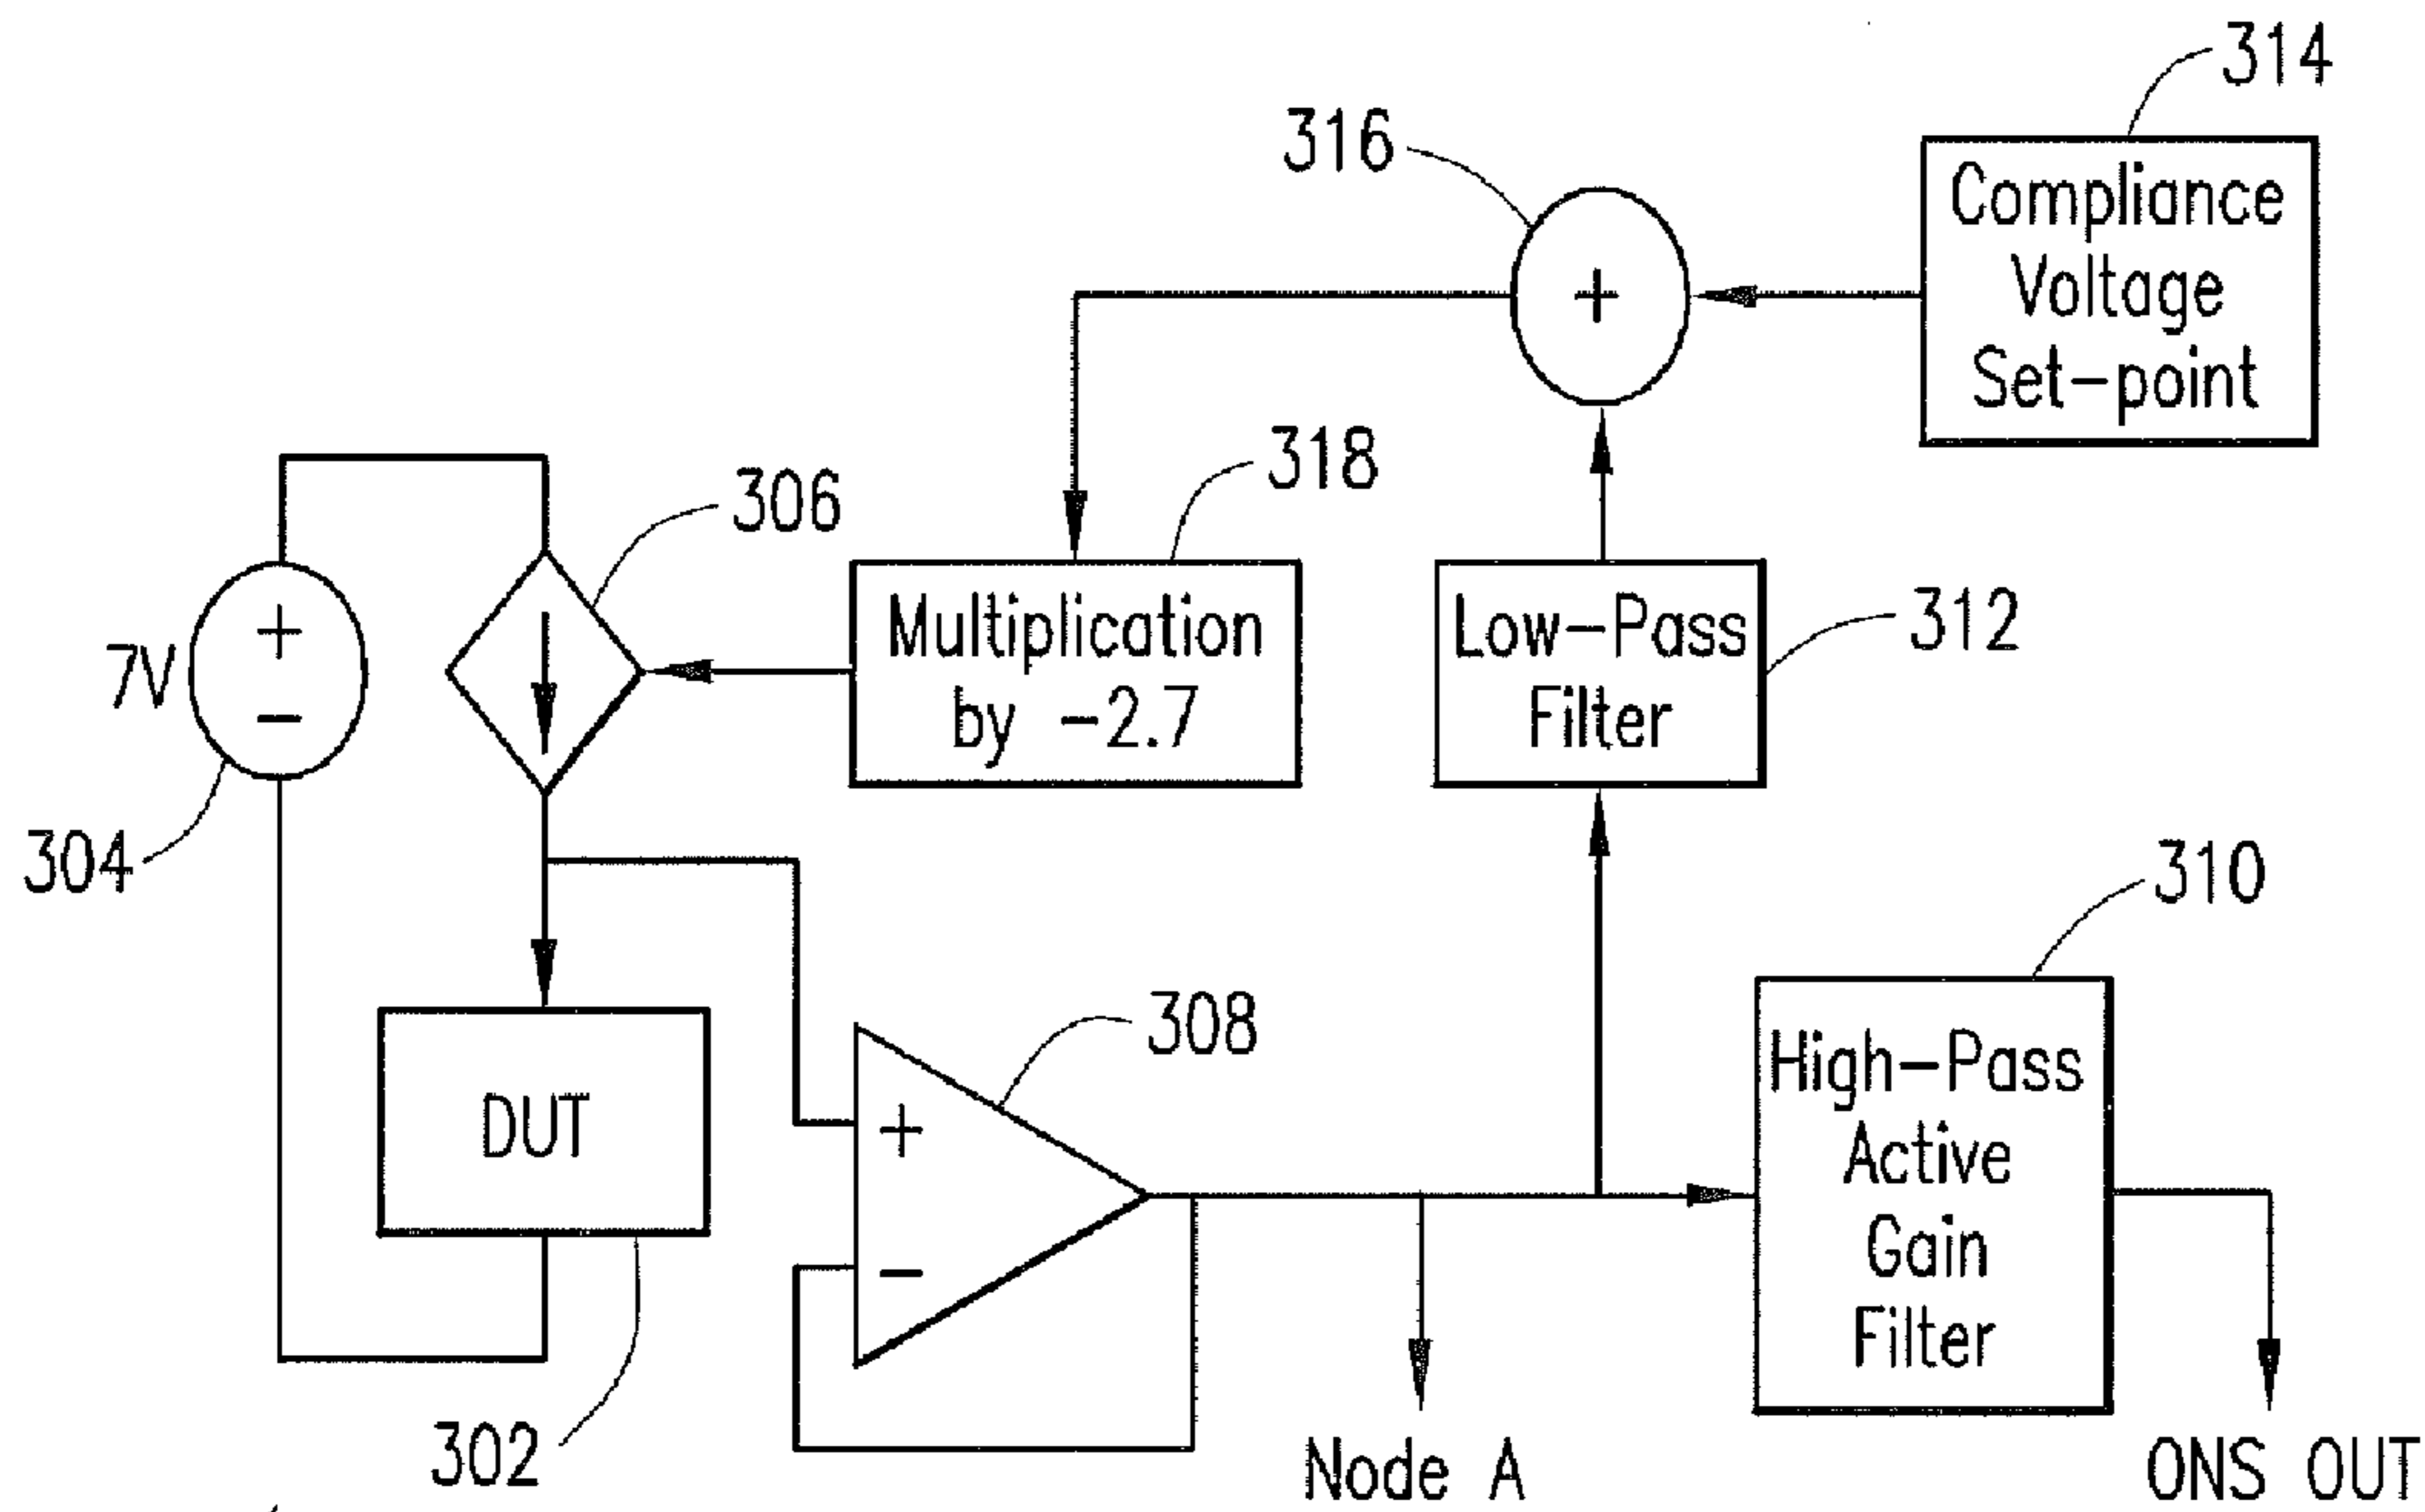 314
316
Compliance
Voltage
Set-point
+
318
306
Multiplication
by -2.7
Low-Pass
Filter
312
7V
+
-
304
310
308
High-Pass
Active
Gain
Filter
DUT
+
-
302
Node A
ONS OUT